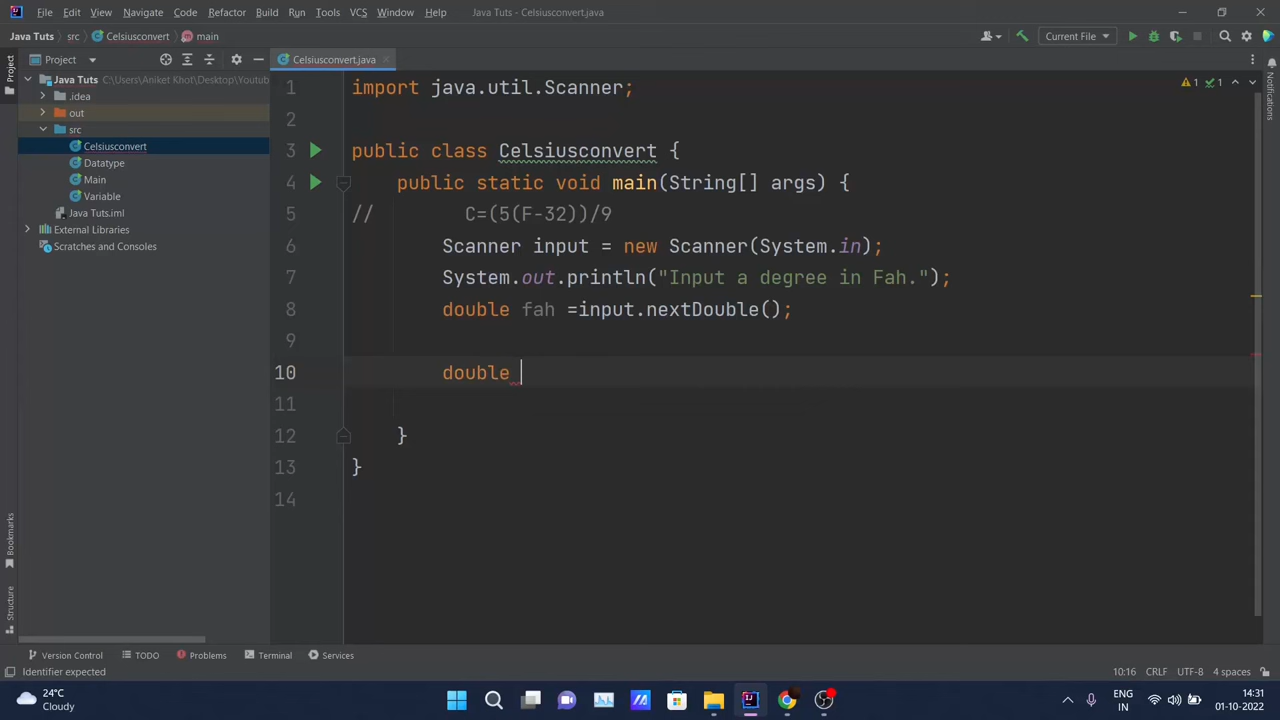 File Edit View Navigate Code Refactor Build Run Tools VCS Window Help Java Tuts - Celsiusconvert.java
Java Tuts src Celsiusconvert main Current File
Project
Project
Celsiusconvert.java
Java Tuts C:\Users\Aniket Khot\Desktop\Youtub
.idea
out
src
Celsiusconvert
Datatype
Main
Variable
Java Tuts.iml
External Libraries
Scratches and Consoles
1 import java.util.Scanner;
2
3 public class Celsiusconvert {
4 public static void main(String[] args) {
5 // C=(5(F-32))/9
6 Scanner input = new Scanner(System.in);
7 System.out.println("Input a degree in Fah.");
8 double fah =input.nextDouble();
9
10 double
11
12 }
13 }
14
1 1
Notifications
Bookmarks
Structure
Version Control TODO Problems Terminal Services
Identifier expected 10:16 CRLF UTF-8 4 spaces
24°C
Cloudy
ENG
IN
14:31
01-10-2022